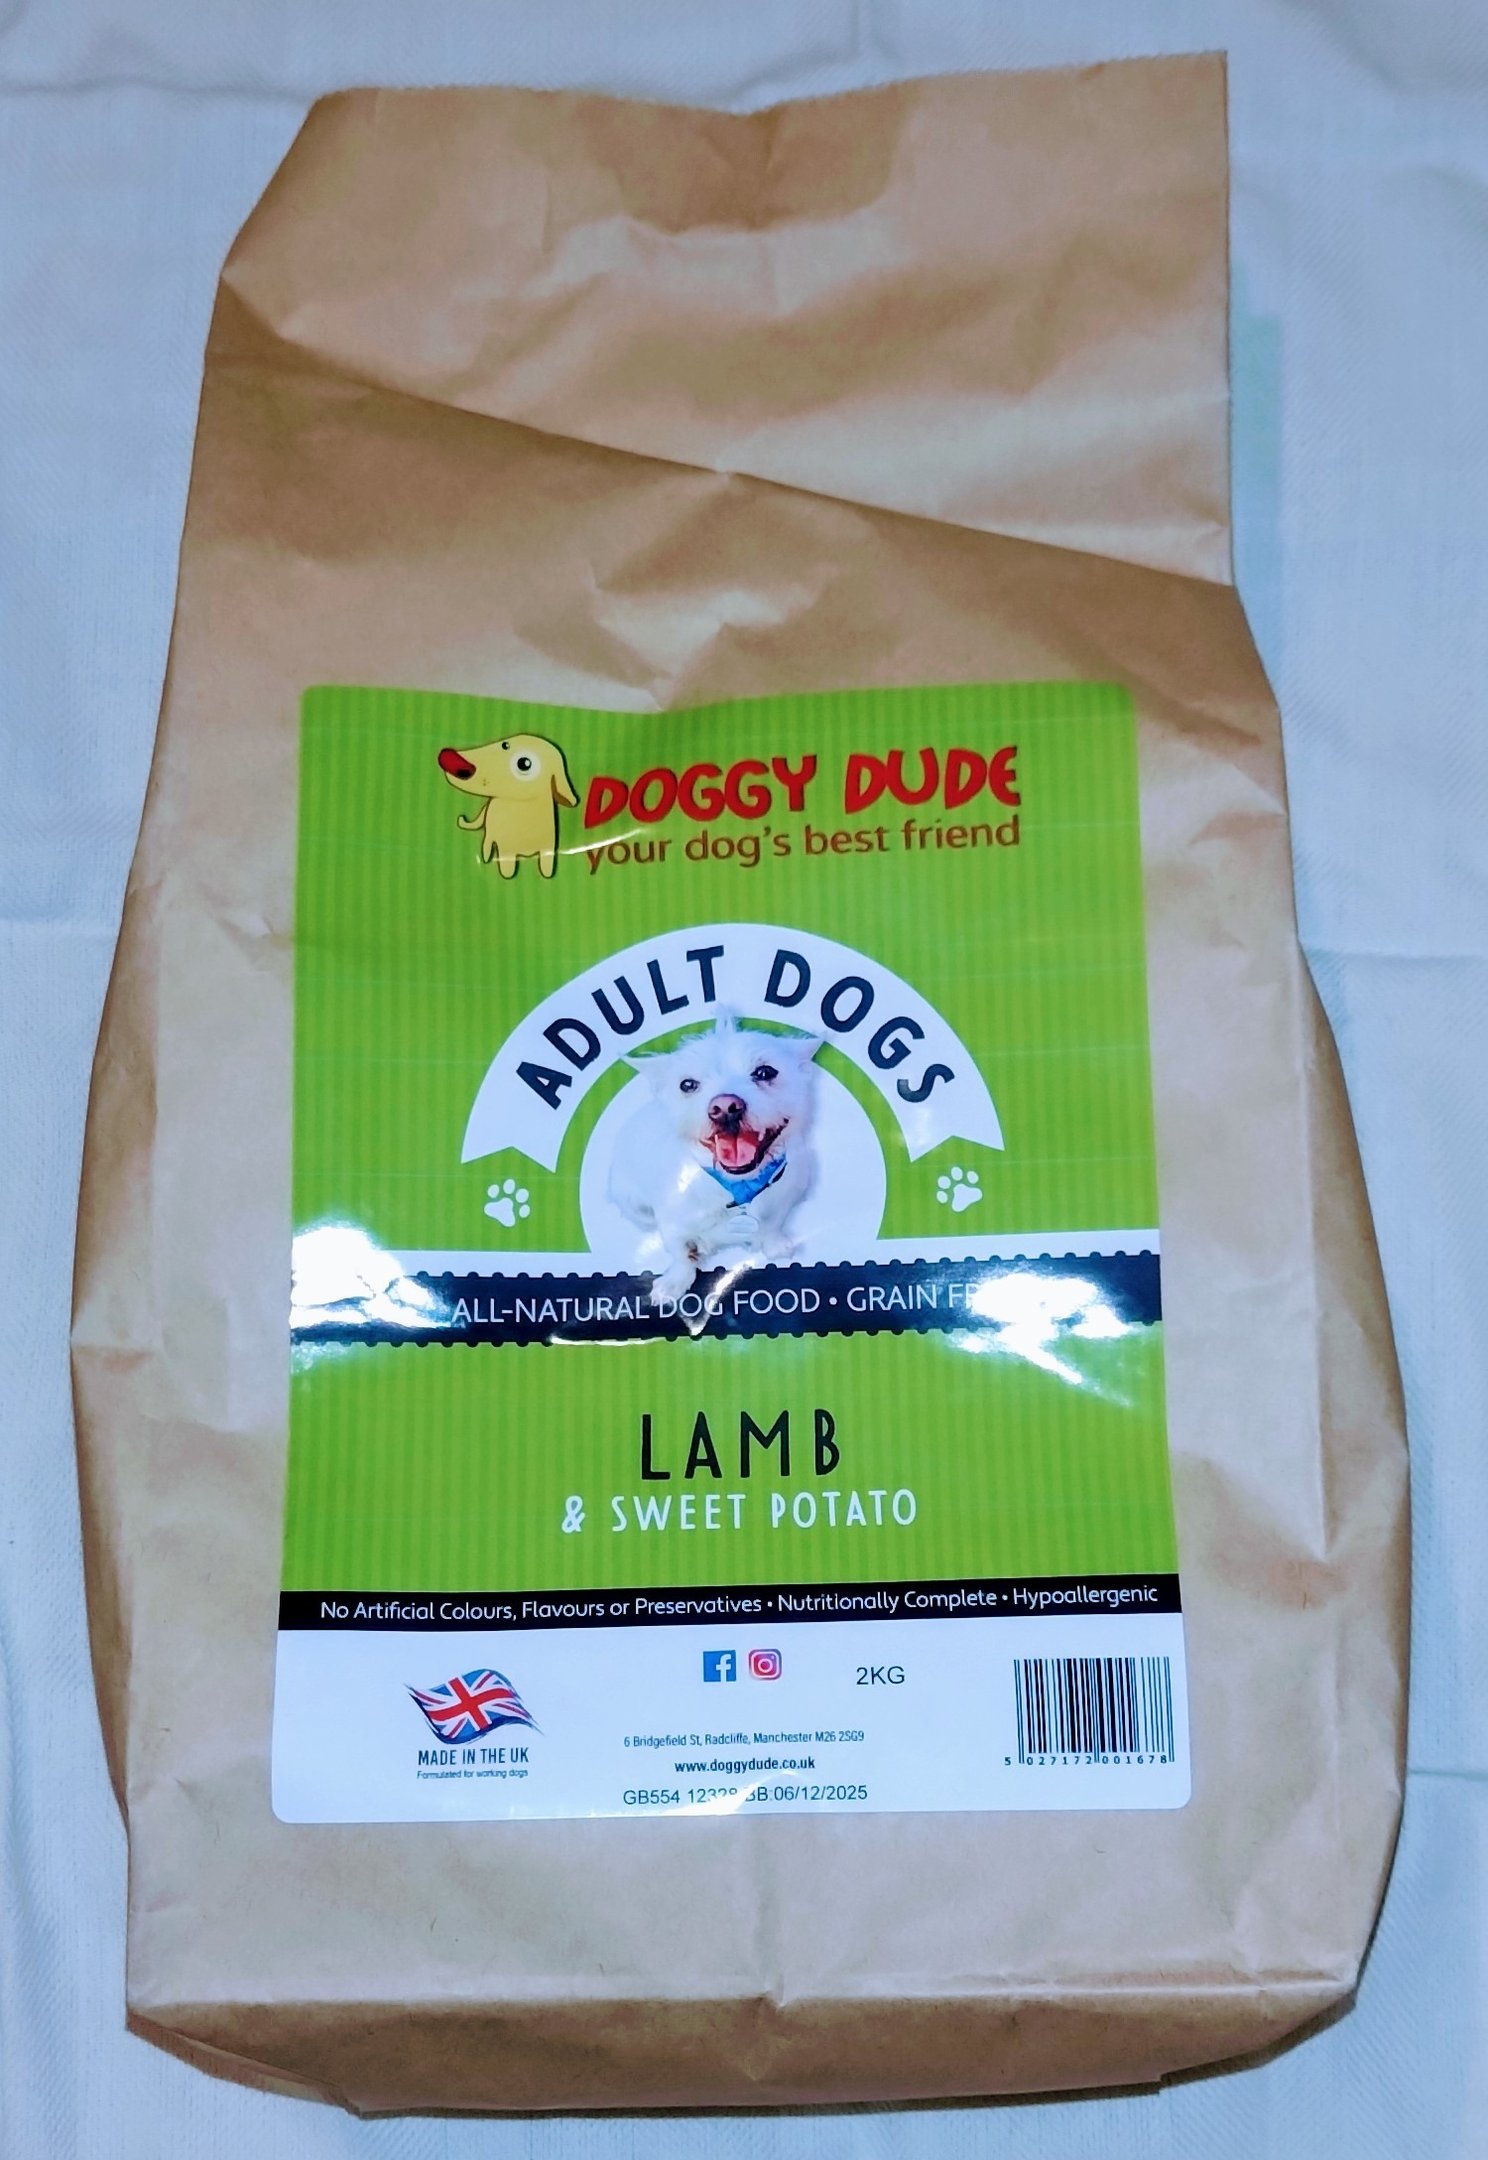 DOGGY DUDE
your dog's best friend
ADULT DOGS
ALL-NATURAL DOG FOOD • GRAIN
LAMB
& SWEET POTATO
No Artificial Colours, Flavours or Preservatives • Nutritionally Complete • Hypoallergenic
2KG
MADE IN THE UK
Formulated for working dogs
6 Bridgefield St, Radcliffe, Manchester M26 2SG9
www.doggydude.co.uk
GB554 BB:06/12/2025
5 027172 001678